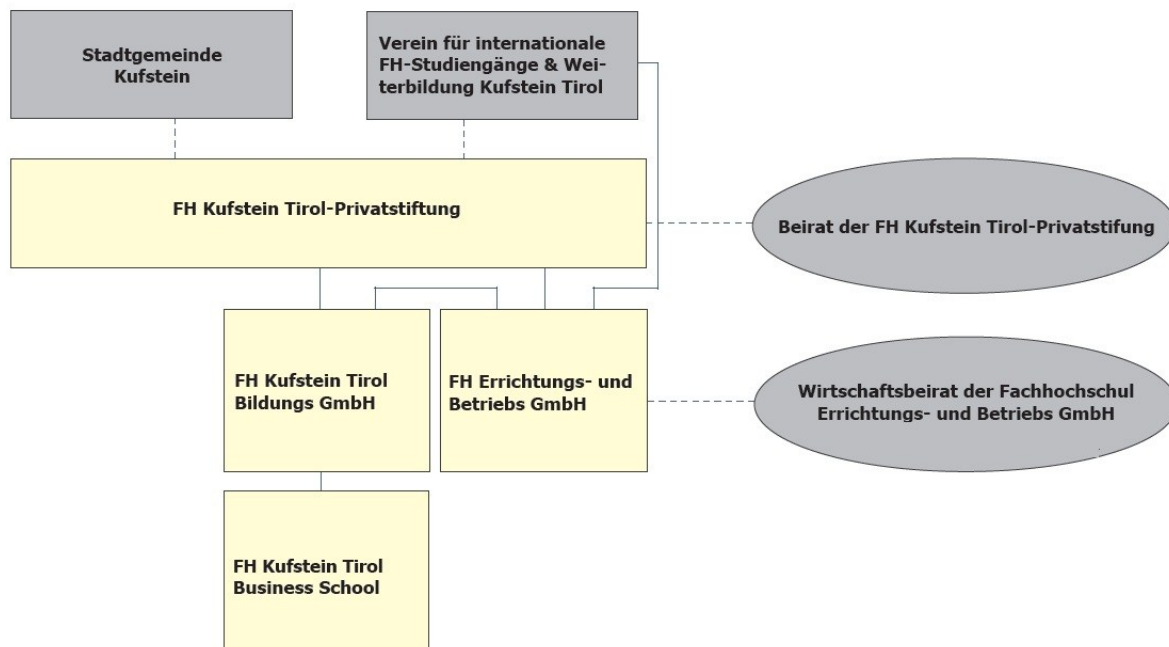 Stadtgemeinde
Kufstein
Verein für internationale
FH-Studiengänge & Wei-
terbildung Kufstein Tirol
FH Kufstein Tirol-Privatstiftung
Beirat der FH Kufstein Tirol-Privatstifung
FH Kufstein Tirol
Bildungs GmbH
FH Errichtungs- und
Betriebs GmbH
Wirtschaftsbeirat der Fachhochschul
Errichtungs- und Betriebs GmbH
FH Kufstein Tirol
Business School